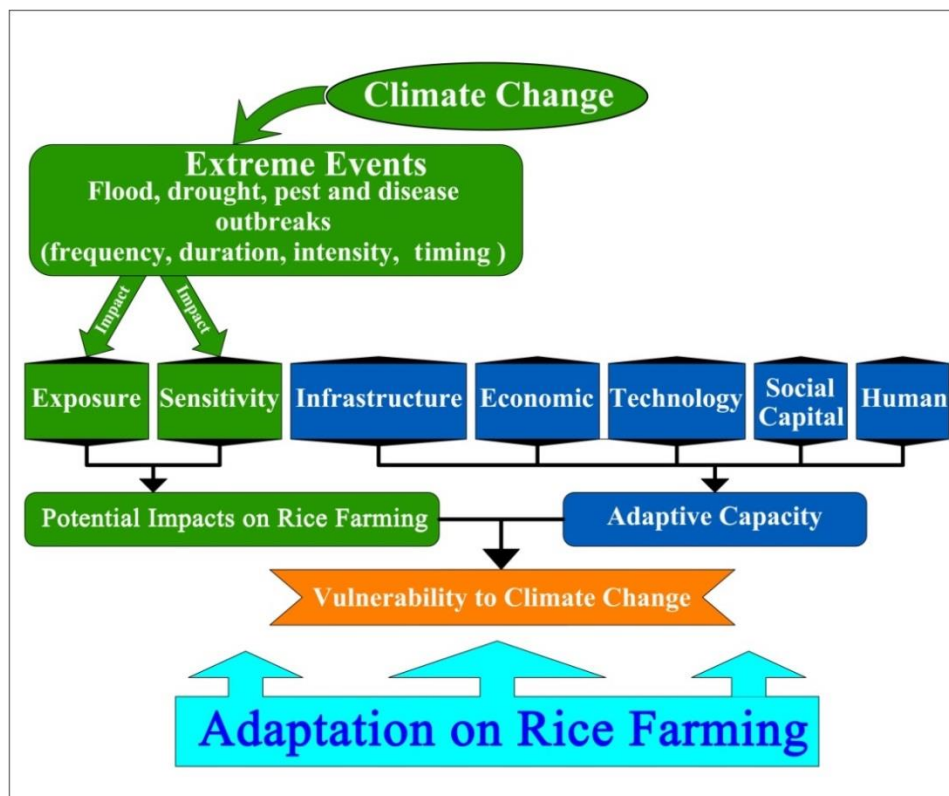 Climate Change
Extreme Events
Flood, drought, pest and disease
outbreaks
(frequency, duration, intensity, timing )
Impact
Impact
Exposure
Sensitivity
Infrastructure
Economic
Technology
Social
Capital
Human
Potential Impacts on Rice Farming
Adaptive Capacity
Vulnerability to Climate Change
Adaptation on Rice Farming